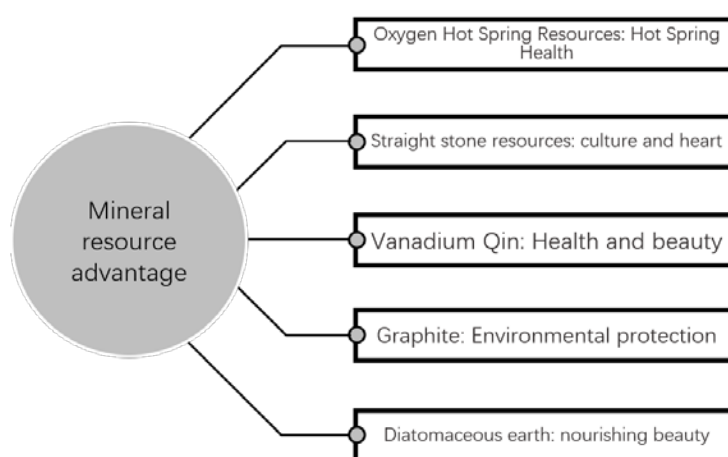 Mineral
resource
advantage
Oxygen Hot Spring Resources: Hot Spring
Health
Straight stone resources: culture and heart
Vanadium Qin: Health and beauty
Graphite: Environmental protection
Diatomaceous earth: nourishing beauty